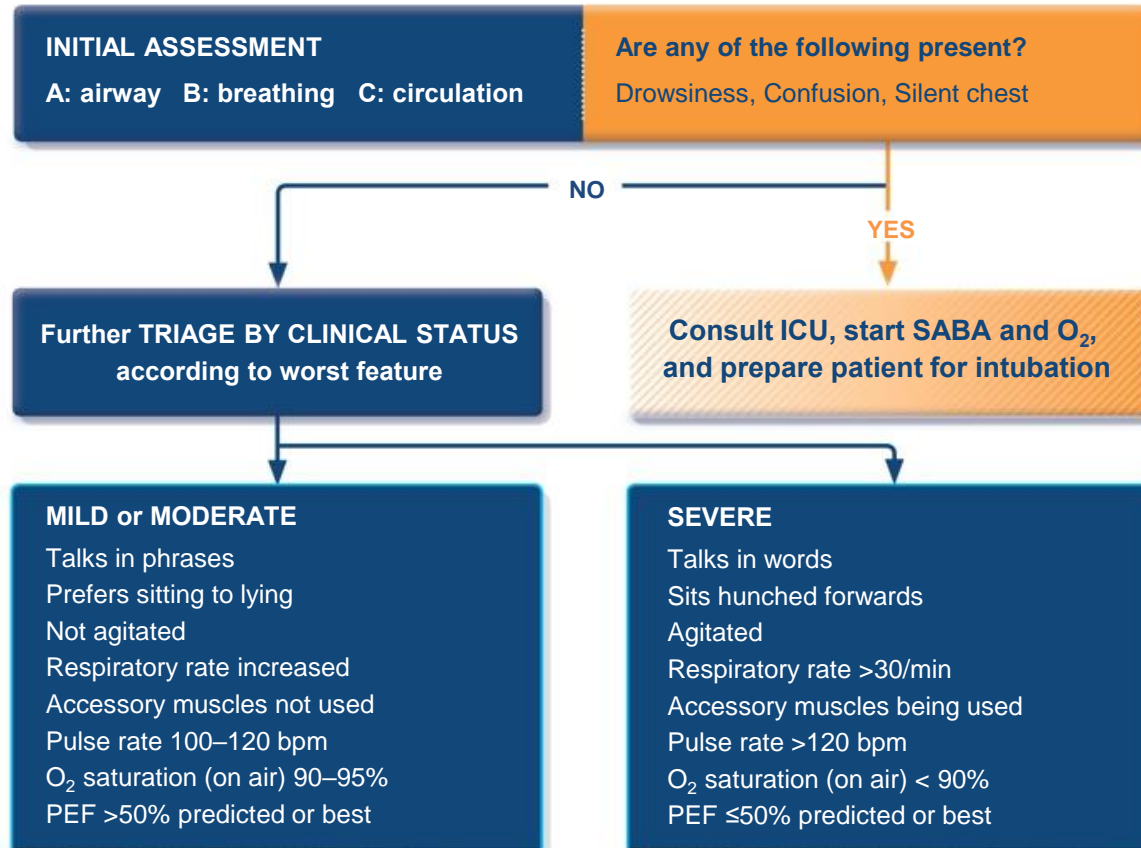 INITIAL ASSESSMENT
A: airway B: breathing C: circulation
Are any of the following present?
Drowsiness, Confusion, Silent chest
NO
YES
Further TRIAGE BY CLINICAL STATUS
according to worst feature
Consult ICU, start SABA and O₂,
and prepare patient for intubation
MILD or MODERATE
Talks in phrases
Prefers sitting to lying
Not agitated
Respiratory rate increased
Accessory muscles not used
Pulse rate 100–120 bpm
O₂ saturation (on air) 90–95%
PEF >50% predicted or best
SEVERE
Talks in words
Sits hunched forwards
Agitated
Respiratory rate >30/min
Accessory muscles being used
Pulse rate >120 bpm
O₂ saturation (on air) < 90%
PEF ≤50% predicted or best